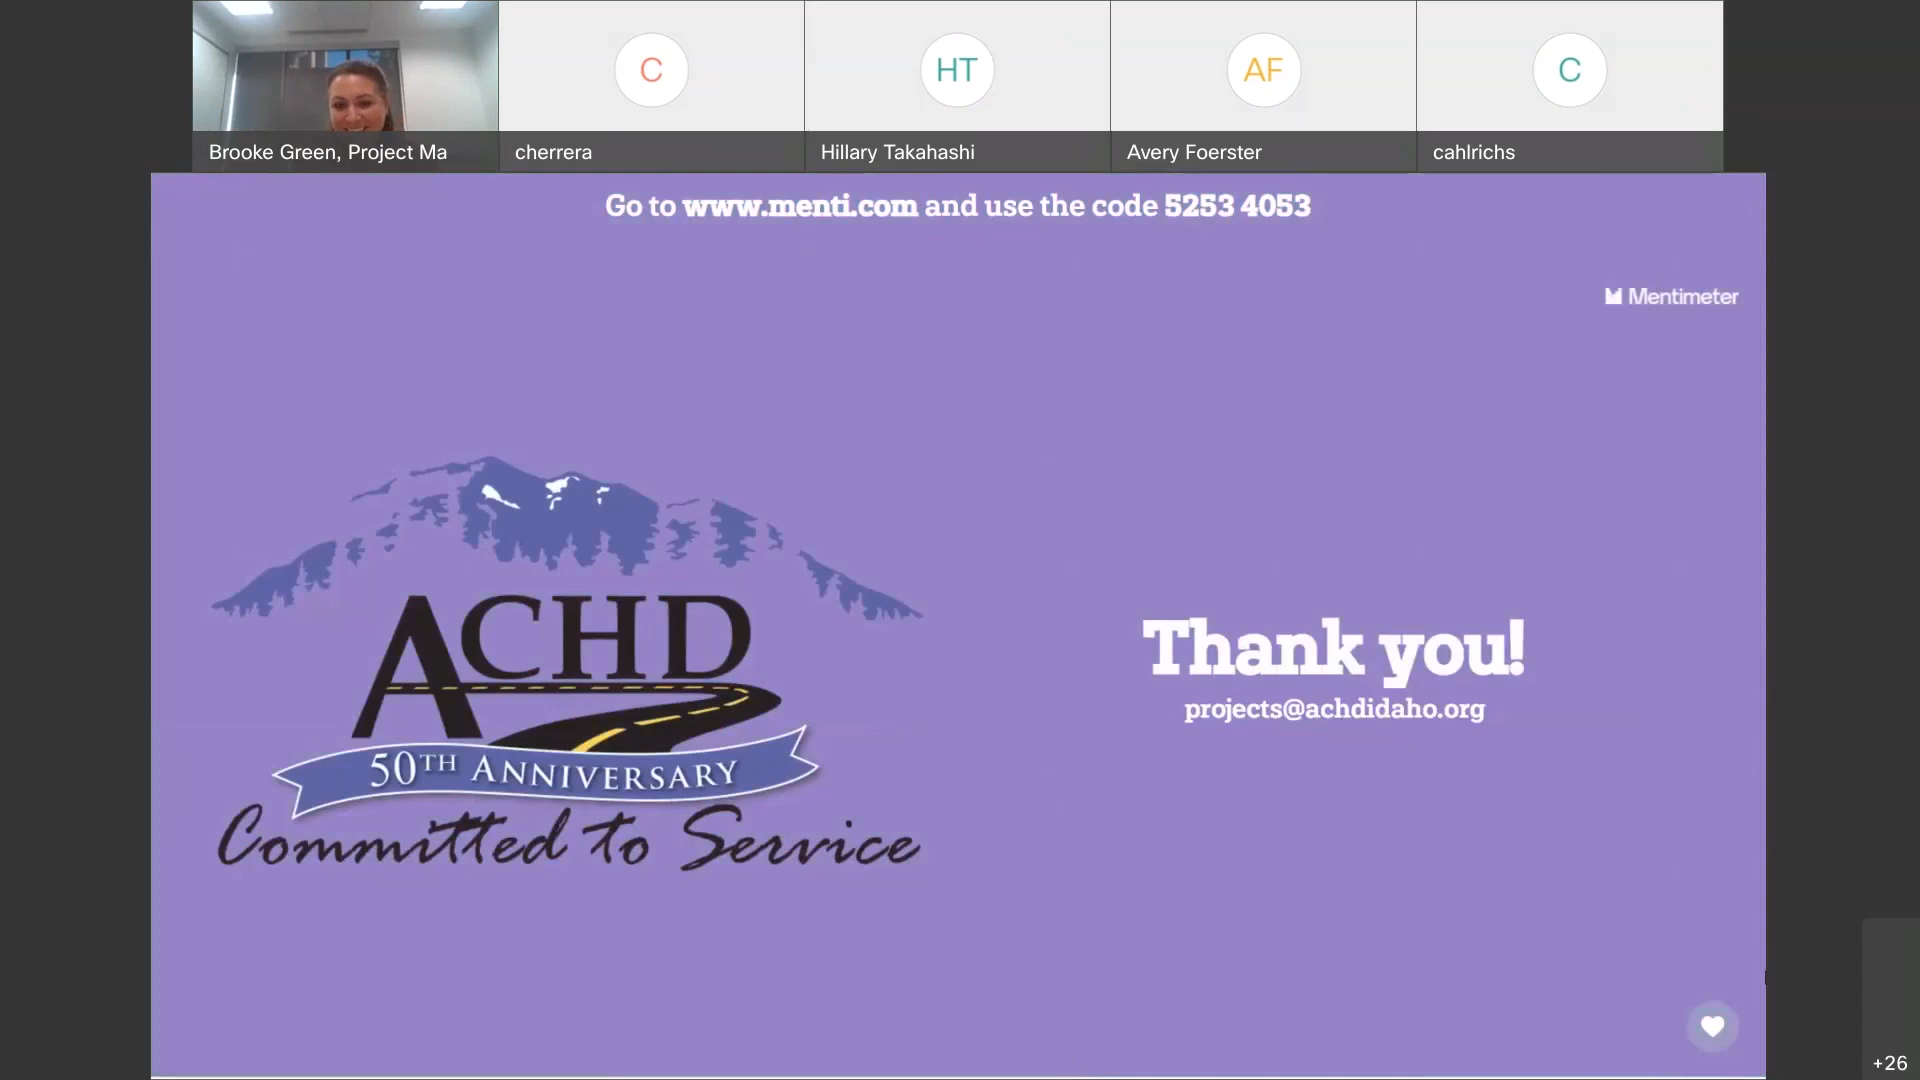 C
HT
AF
C
Brooke Green, Project Ma
cherrera
Hillary Takahashi
Avery Foerster
cahlrichs
Go to www.menti.com and use the code 5253 4053
Mentimeter
ACHD
50TH ANNIVERSARY
Committed to Service
Thank you!
projects@achdidaho.org
+26